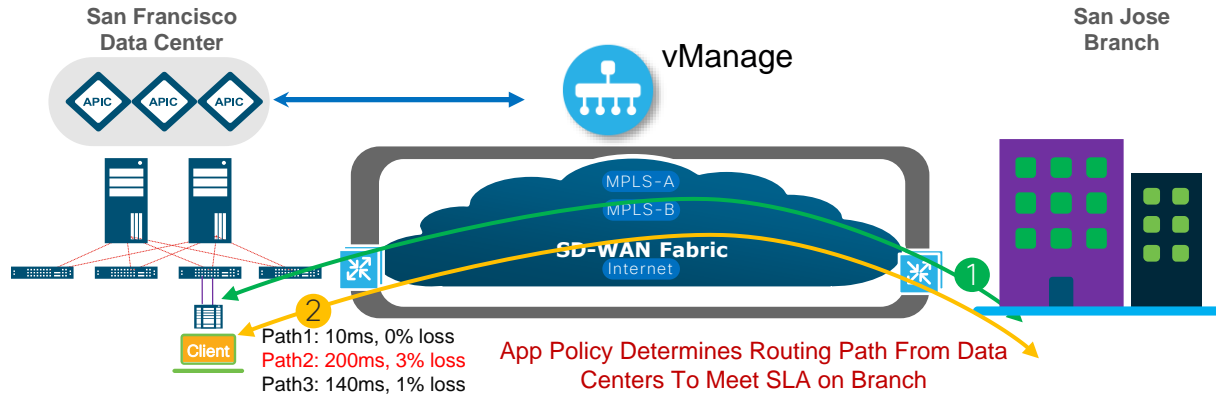 San Francisco
Data Center
San Jose
Branch
vManage
APIC
APIC
APIC
MPLS-A
MPLS-B
SD-WAN Fabric
Internet
1
2
Client
Path1: 10ms, 0% loss
Path2: 200ms, 3% loss
Path3: 140ms, 1% loss
App Policy Determines Routing Path From Data
Centers To Meet SLA on Branch